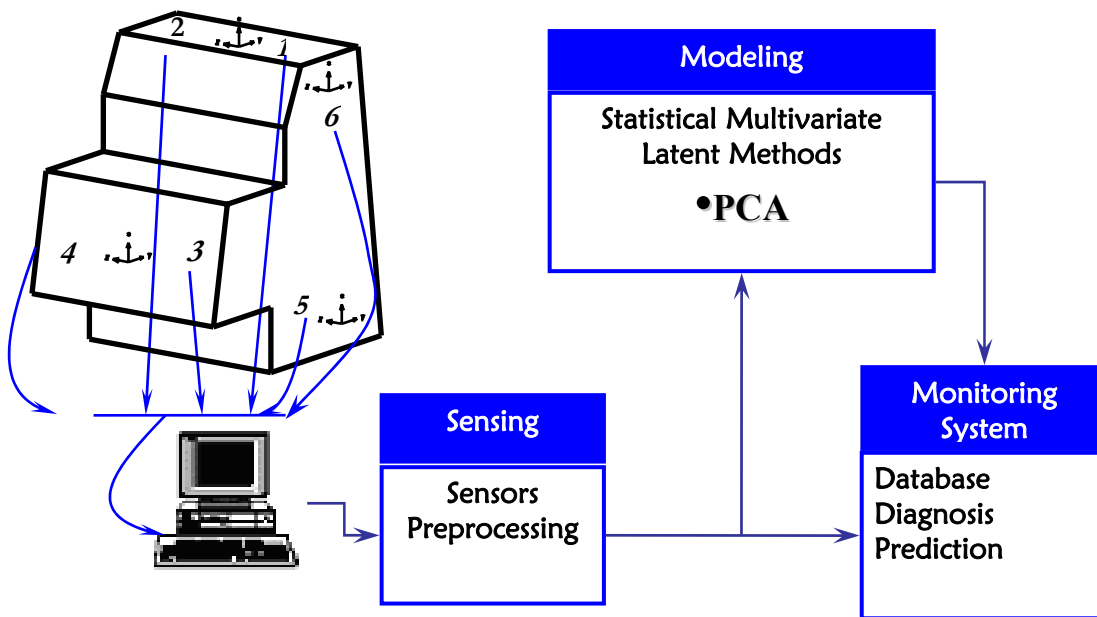 2
1
6
4
3
5
Modeling
Statistical Multivariate
Latent Methods
•PCA
Sensing
Sensors
Preprocessing
Monitoring
System
Database
Diagnosis
Prediction